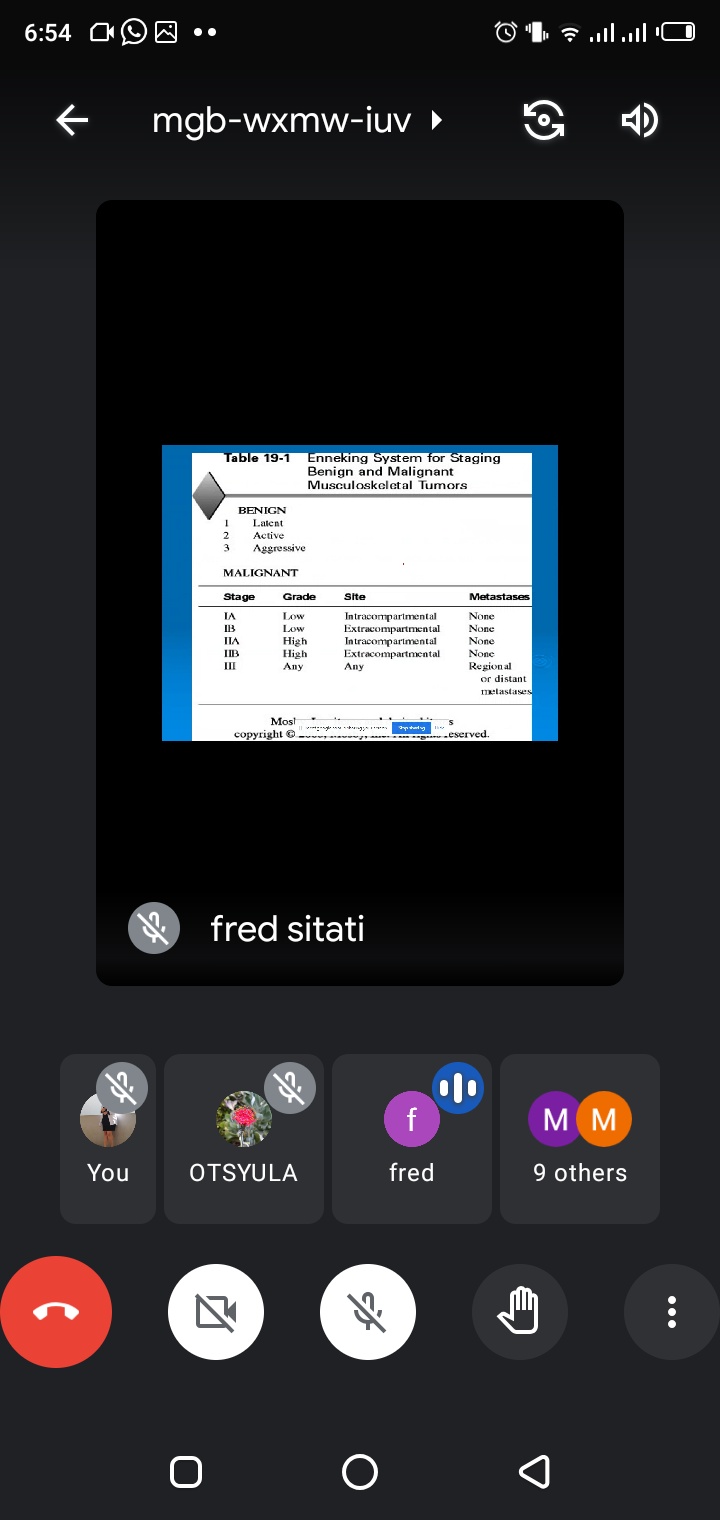 6:54
mgb-wxmw-iuv
Table 19-1 Enneking System for Staging
Benign and Malignant
Musculoskeletal Tumors
BENIGN
1 Latent
2 Active
3 Aggressive
MALIGNANT
Stage Grade Site Metastases
IA Low Intracompartmental None
IB Low Extracompartmental None
IIA High Intracompartmental None
IIB High Extracompartmental None
III Any Any Regional
or distant
metastases
Stop sharing
copyright © reserved.
fred sitati
f
M M
You OTSYULA fred 9 others